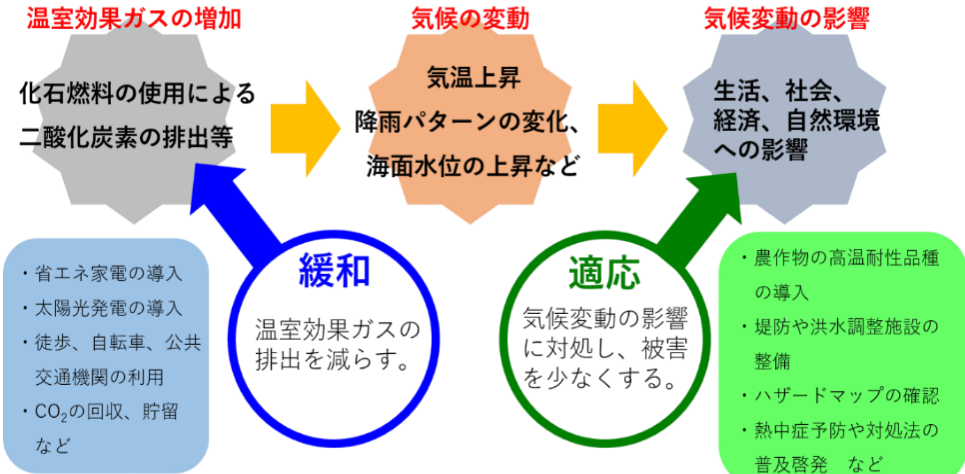 温室効果ガスの増加
化石燃料の使用による
二酸化炭素の排出等
気候の変動
気温上昇
降雨パターンの変化、
海面水位の上昇など
気候変動の影響
生活、社会、
経済、自然環境
への影響
・省エネ家電の導入
・太陽光発電の導入
・徒歩、自転車、公共
交通機関の利用
・CO₂の回収、貯留
など
緩和
温室効果ガスの
排出を減らす。
適応
気候変動の影響
に対処し、被害
を少なくする。
・農作物の高温耐性品種
の導入
・堤防や洪水調整施設の
整備
・ハザードマップの確認
・熱中症予防や対処法の
普及啓発　など